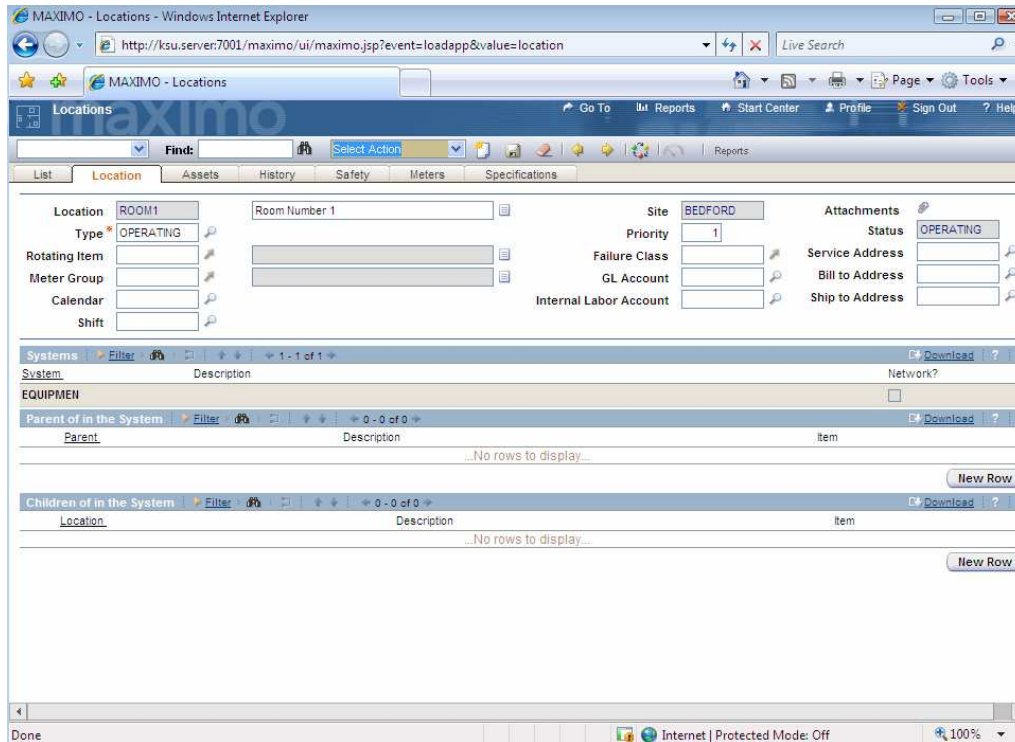 MAXIMO - Locations - Windows Internet Explorer
http://ksu.server:7001/maximo/ui/maximo.jsp?event=loadapp&value=location Live Search
MAXIMO - Locations Page Tools
Locations maximo Go To Reports Start Center Profile Sign Out ? Help
Find: Select Action Reports
List Location Assets History Safety Meters Specifications
Location ROOM1 Room Number 1 Site BEDFORD Attachments
Type * OPERATING Priority 1 Status OPERATING
Rotating Item Failure Class Service Address
Meter Group GL Account Bill to Address
Calendar Internal Labor Account Ship to Address
Shift
Systems Filter 1 - 1 of 1 Download ?
System Description Network?
EQUIPMEN
Parent of in the System Filter 0 - 0 of 0 Download ?
Parent Description Item
...No rows to display...
New Row
Children of in the System Filter 0 - 0 of 0 Download ?
Location Description Item
...No rows to display...
New Row
Done Internet | Protected Mode: Off 100%